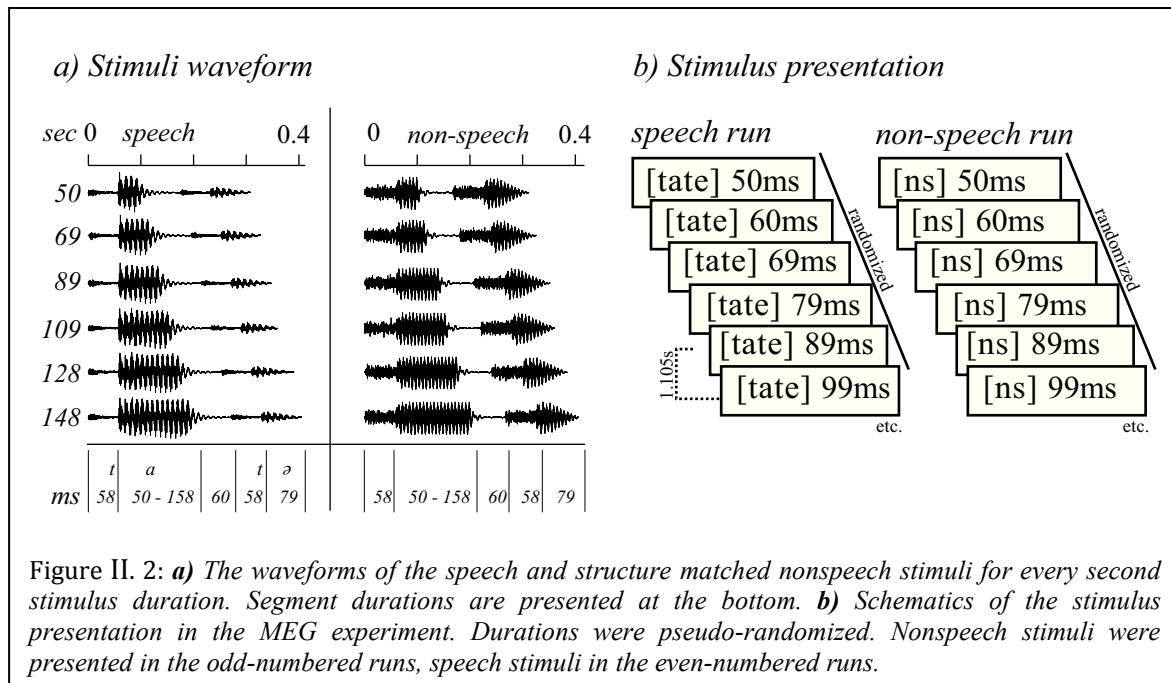 a) Stimuli waveform
sec 0 speech 0.4
0 non-speech 0.4
50
69
89
109
128
148
t a t ə
ms 58 50 - 158 60 58 79
58 50 - 158 60 58 79
b) Stimulus presentation
speech run
[tate] 50ms
[tate] 60ms
[tate] 69ms
[tate] 79ms
[tate] 89ms
[tate] 99ms
randomized
1.105s
etc.
non-speech run
[ns] 50ms
[ns] 60ms
[ns] 69ms
[ns] 79ms
[ns] 89ms
[ns] 99ms
randomized
etc.
Figure II. 2: a) The waveforms of the speech and structure matched nonspeech stimuli for every second
stimulus duration. Segment durations are presented at the bottom. b) Schematics of the stimulus
presentation in the MEG experiment. Durations were pseudo-randomized. Nonspeech stimuli were
presented in the odd-numbered runs, speech stimuli in the even-numbered runs.